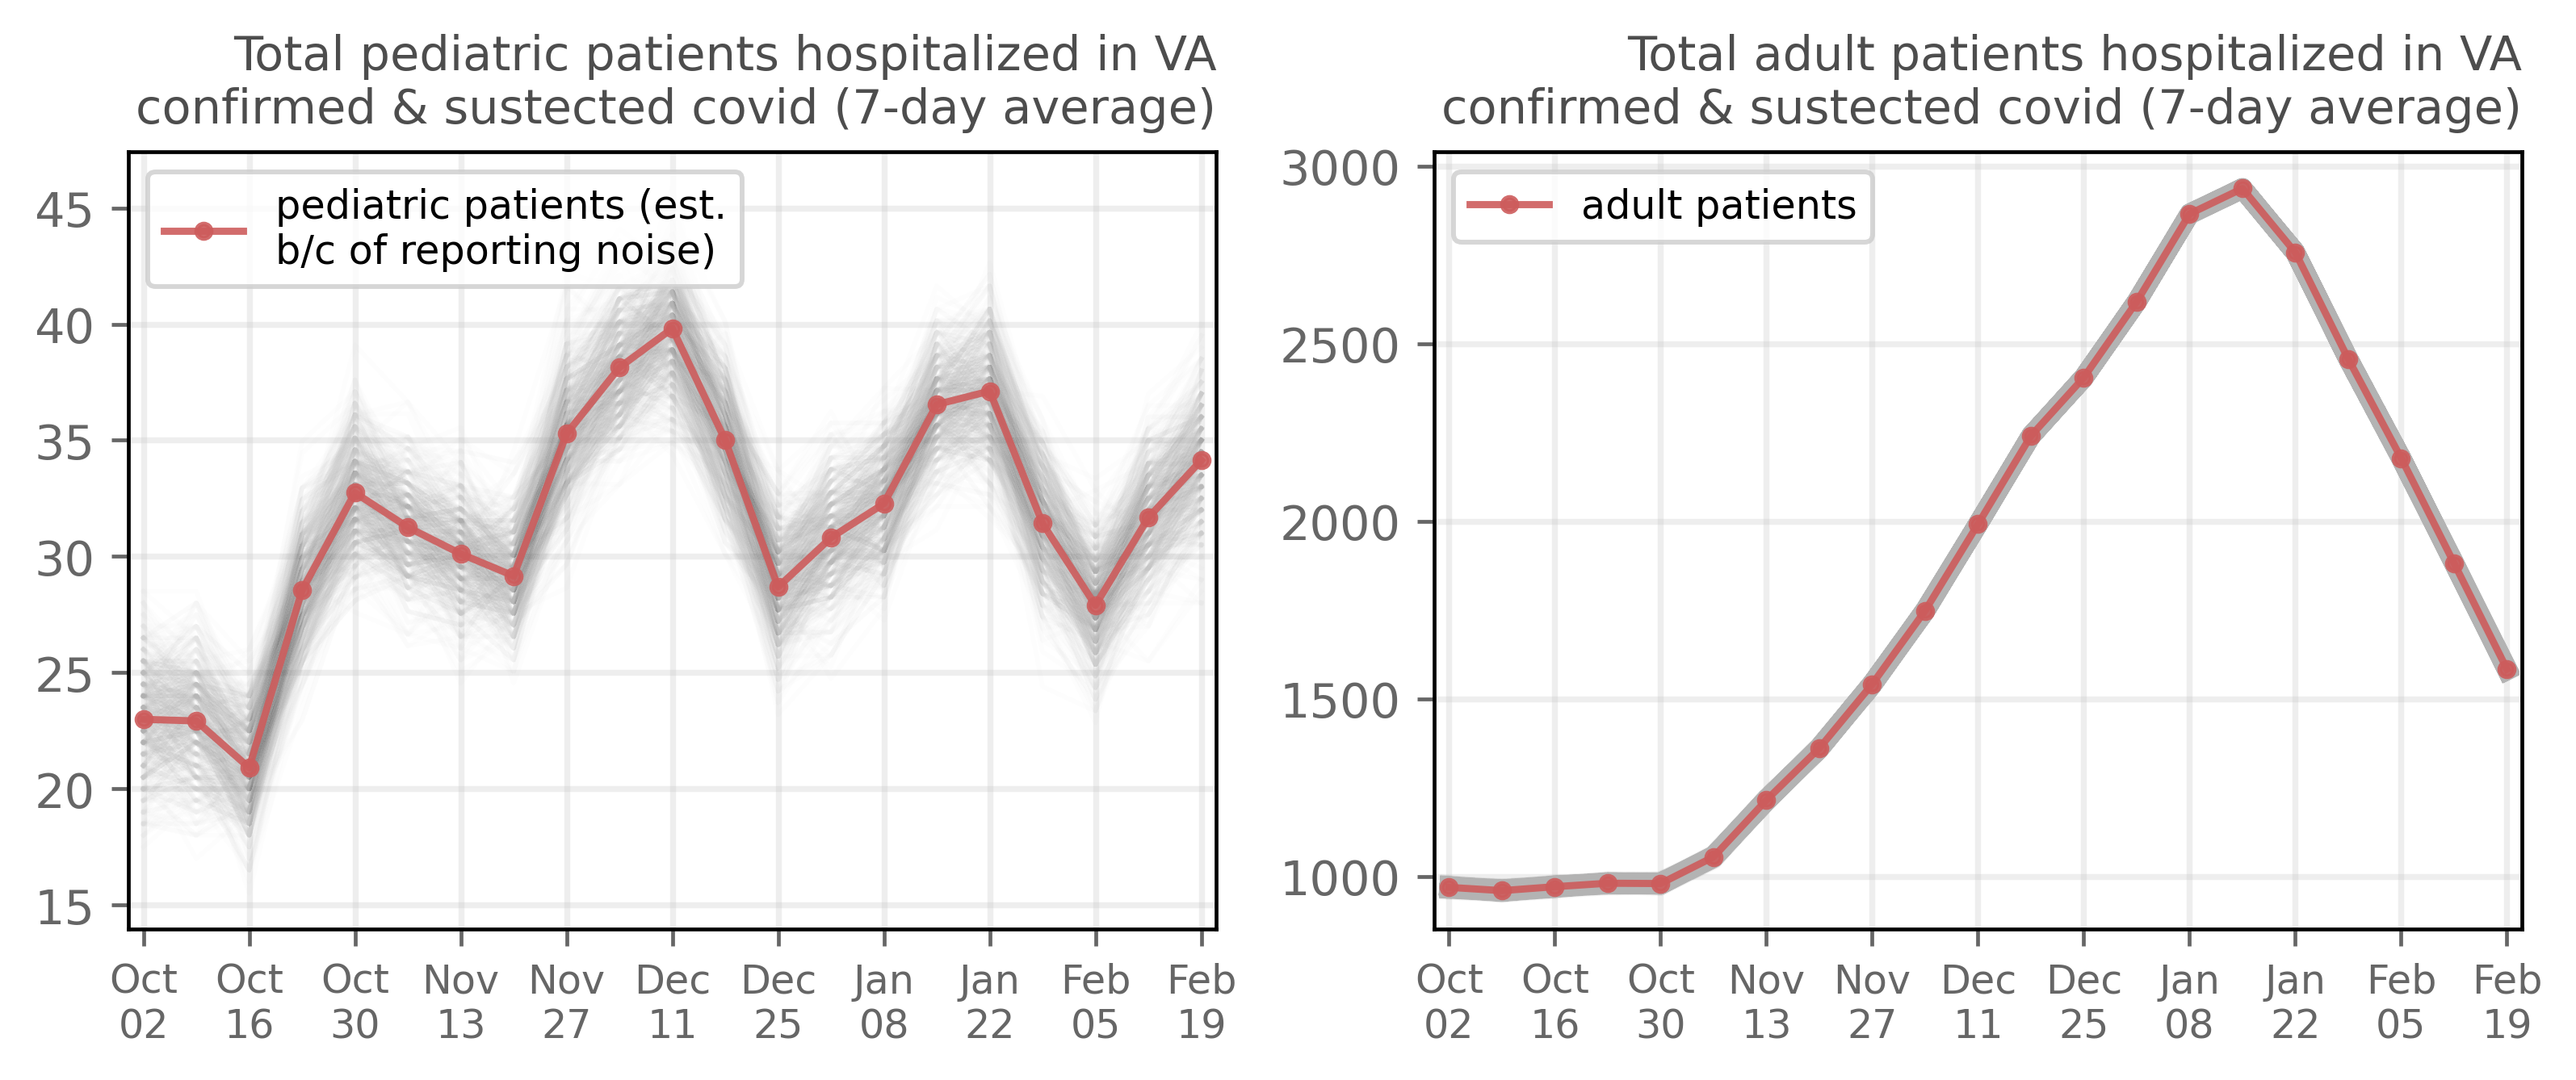 Total pediatric patients hospitalized in VA
confirmed & sustected covid (7-day average)
pediatric patients (est.
b/c of reporting noise)
45
40
35
30
25
20
15
Oct Oct Oct Nov Nov Dec Dec Jan Jan Feb Feb
02 16 30 13 27 11 25 08 22 05 19
Total adult patients hospitalized in VA
confirmed & sustected covid (7-day average)
adult patients
3000
2500
2000
1500
1000
Oct Oct Oct Nov Nov Dec Dec Jan Jan Feb Feb
02 16 30 13 27 11 25 08 22 05 19